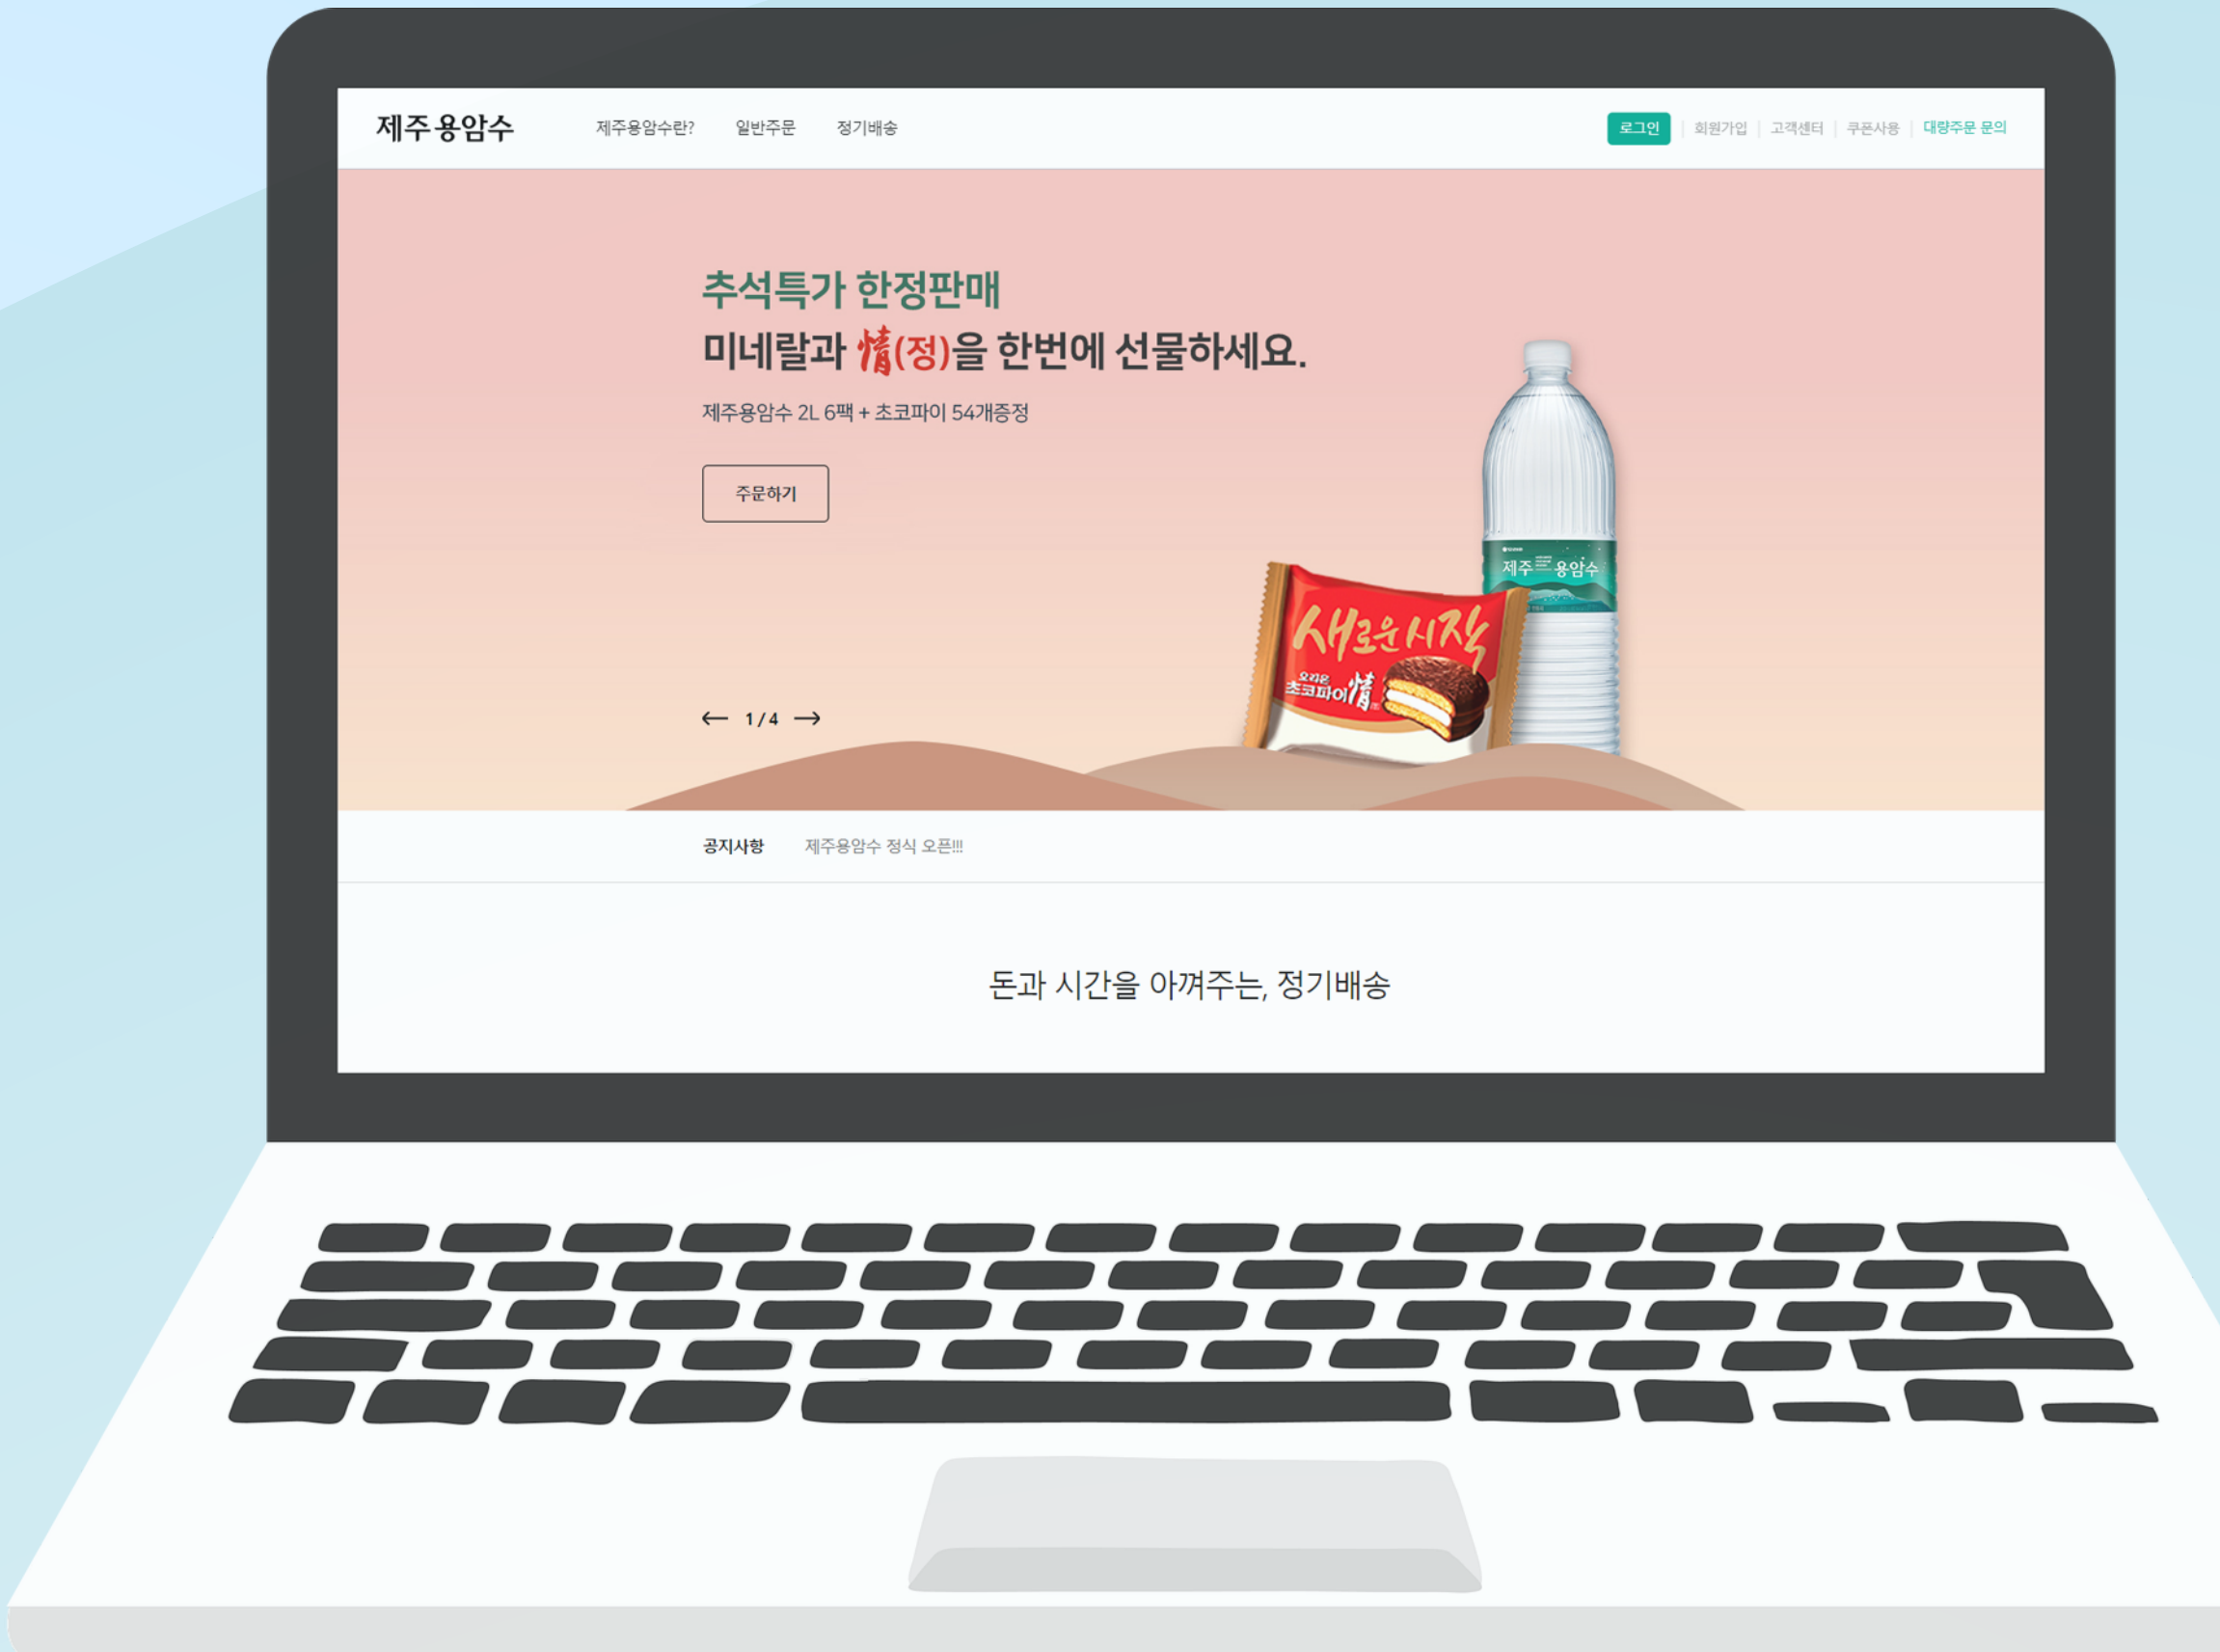 제주 용암수
제주용암수란? 일반주문 정기배송
로그인 회원가입 고객센터 쿠폰사용 대량주문 문의
추석특가 한정판매
미네랄과 情(정)을 한번에 선물하세요.
제주용암수 2L 6팩 + 초코파이 54개증정
주문하기
제주 용암수
새로운 시작
오리온
초코파이 情
← 1 / 4 →
공지사항 제주용암수 정식 오픈!!!
돈과 시간을 아껴주는, 정기배송